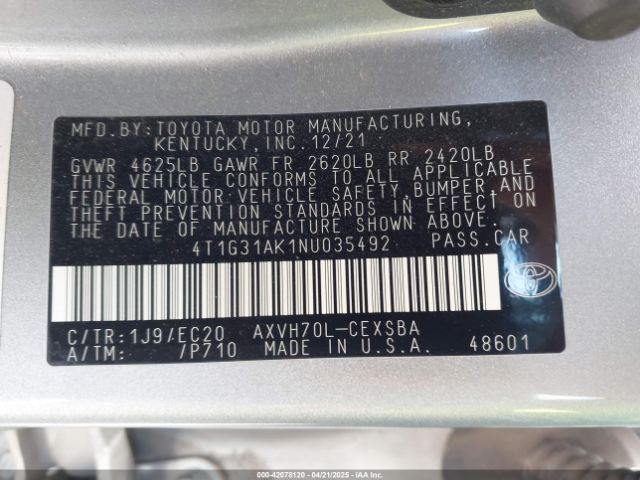 MFD.BY:TOYOTA MOTOR MANUFACTURING,
KENTUCKY,INC.12/21
GVWR 4625LB GAWR FR 2620LB RR 2420LB
THIS VEHICLE CONFORMS TO ALL APPLICABLE
FEDERAL MOTOR VEHICLE SAFETY,BUMPER,AND
THEFT PREVENTION STANDARDS IN EFFECT ON
THE DATE OF MANUFACTURE SHOWN ABOVE.
4T1G31AK1NU035492 PASS.CAR
C/TR:1J9/EC20 AXVH70L-CEXSBA
A/TM: /P710 MADE IN U.S.A. 48601
000-42078120 - 04/21/2025 - IAAI.COM